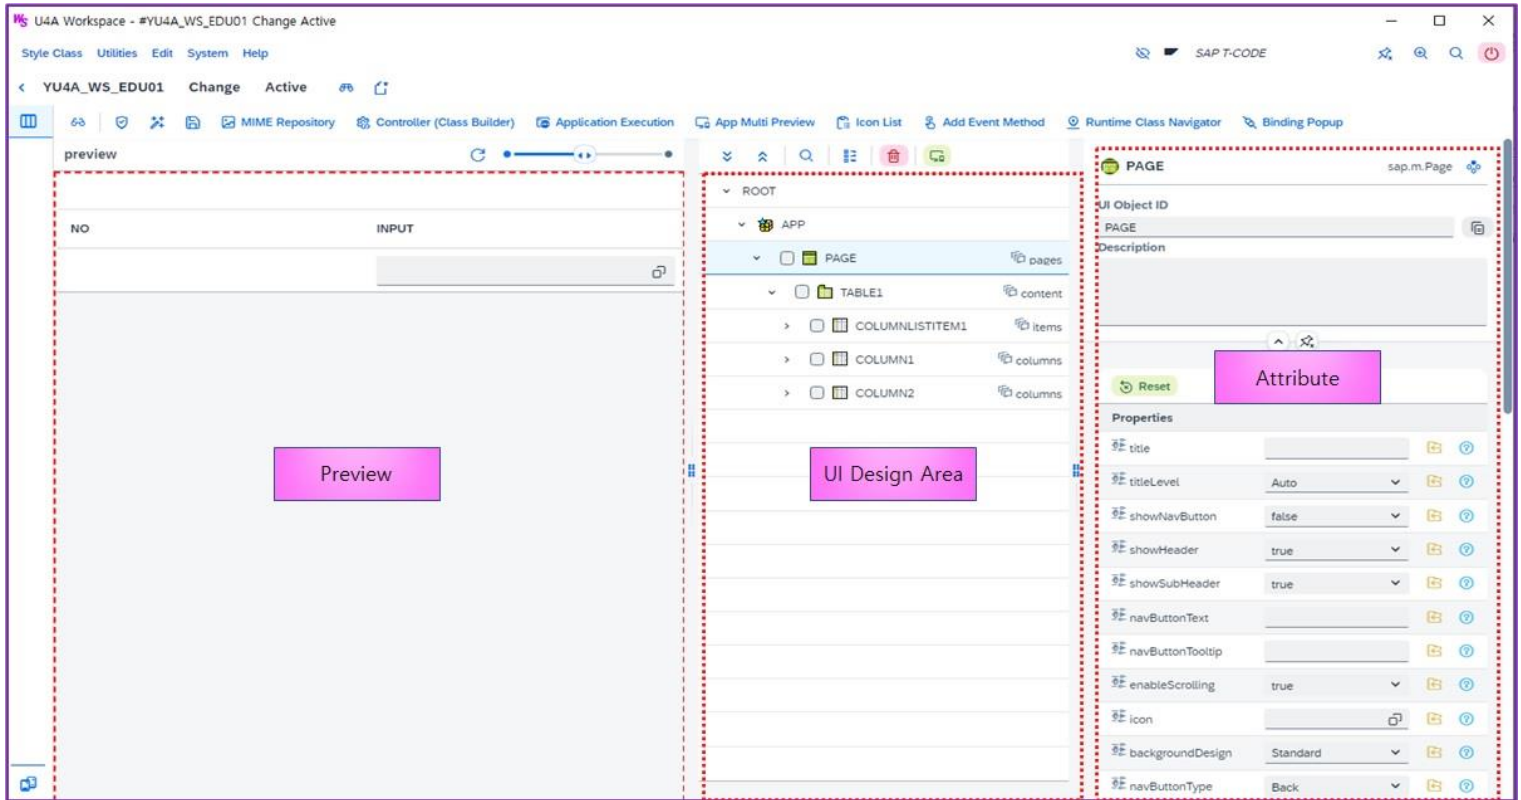 U4A Workspace - #YU4A_WS_EDU01 Change Active
Style Class Utilities Edit System Help
SAP T-CODE
YU4A_WS_EDU01 Change Active
MIME Repository Controller (Class Builder) Application Execution App Multi Preview Icon List Add Event Method Runtime Class Navigator Binding Popup
preview
NO INPUT
Preview
ROOT
APP
PAGE pages
TABLE1 content
COLUMNLISTITEM1 items
COLUMN1 columns
COLUMN2 columns
UI Design Area
PAGE sap.m.Page
UI Object ID
PAGE
Description
Attribute
Reset
Properties
title
titleLevel Auto
showNavButton false
showHeader true
showSubHeader true
navButtonText
navButtonTooltip
enableScrolling true
icon
backgroundDesign Standard
navButtonType Back